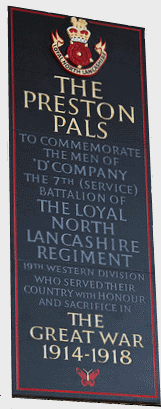 LOYAL NORTH LANCASHIRE
THE
PRESTON
PALS
TO COMMEMORATE
THE MEN OF
'D' COMPANY
THE 7TH (SERVICE)
BATTALION OF
THE LOYAL
NORTH
LANCASHIRE
REGIMENT
19TH WESTERN DIVISION
WHO SERVED THEIR
COUNTRY WITH HONOUR
AND SACRIFICE IN
THE
GREAT WAR
1914-1918